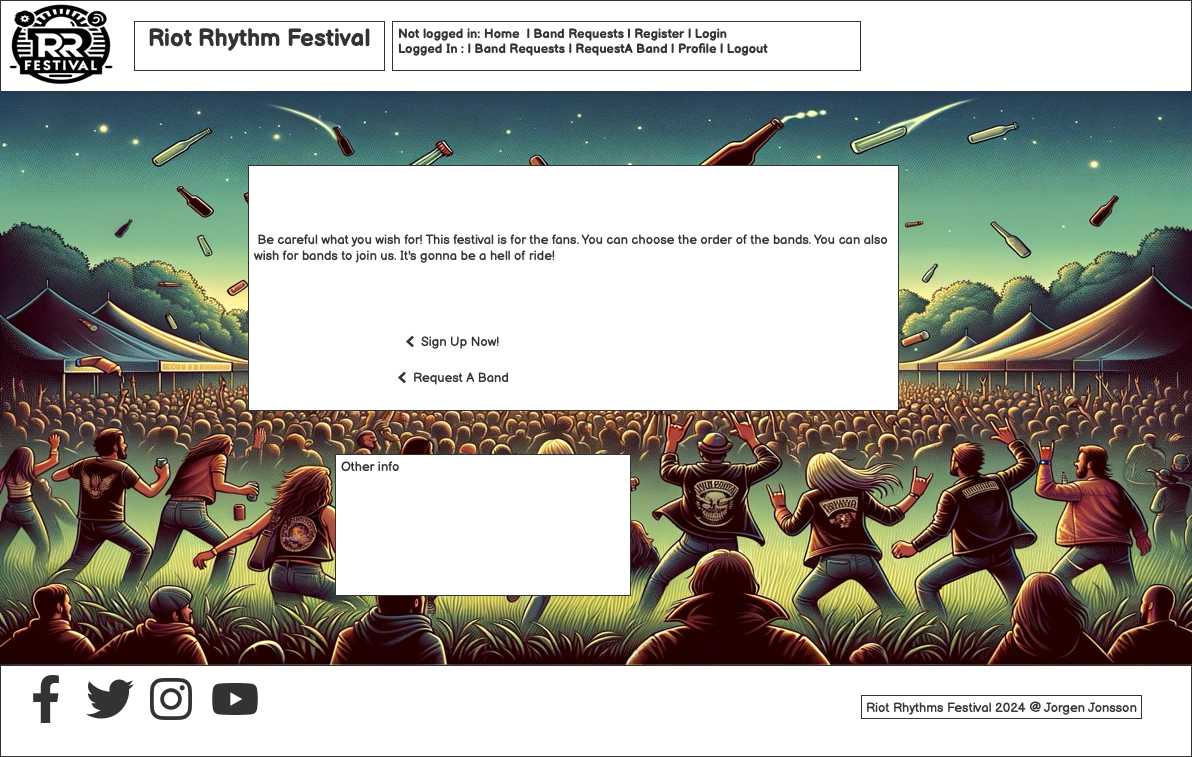 RR
FESTIVAL
Riot Rhythm Festival
Not logged in: Home | Band Requests | Register | Login
Logged In : | Band Requests | RequestA Band | Profile | Logout
Be careful what you wish for! This festival is for the fans. You can choose the order of the bands. You can also
wish for bands to join us. It's gonna be a hell of ride!
Sign Up Now!
Request A Band
Other info
Riot Rhythms Festival 2024 @ Jorgen Jonsson